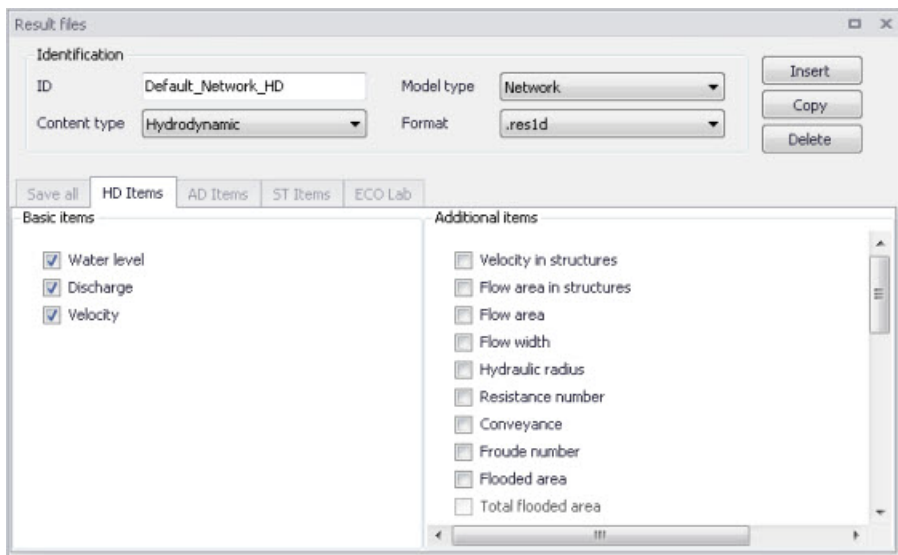 Result files
Identification
ID Default_Network_HD Model type Network
Content type Hydrodynamic Format .res1d
Insert
Copy
Delete
Save all HD Items AD Items ST Items ECO Lab
Basic items
Water level
Discharge
Velocity
Additional items
Velocity in structures
Flow area in structures
Flow area
Flow width
Hydraulic radius
Resistance number
Conveyance
Froude number
Flooded area
Total flooded area